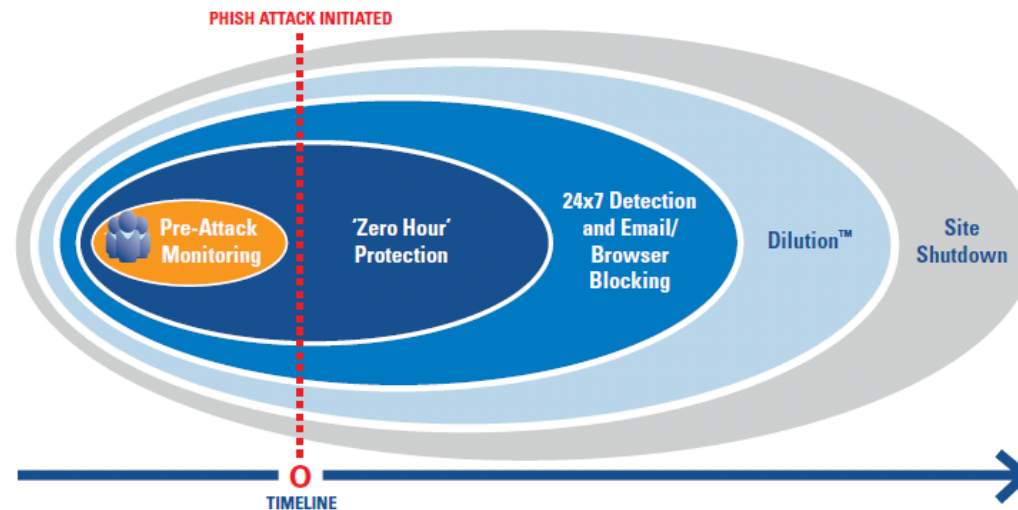 PHISH ATTACK INITIATED
Pre-Attack
Monitoring
‘Zero Hour’
Protection
24x7 Detection
and Email/
Browser
Blocking
Dilution™
Site
Shutdown
O
TIMELINE